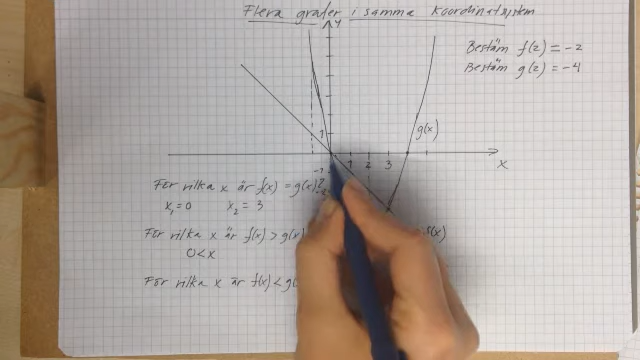 Flera grafer i samma koordinatsystem
y
Bestäm f(2) = -2
Bestäm g(2) = -4
1
g(x)
1 2 3
x
-1
För vilka x är f(x) = g(x)?
x₁=0 x₂ = 3
För vilka x är f(x) > g(x)
f(x)
0 < x
För vilka x är f(x) < g(